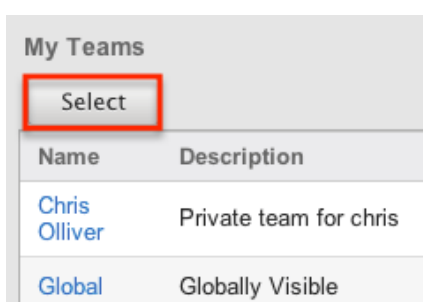 My Teams
Select
Name Description
Chris
Olliver Private team for chris
Global Globally Visible